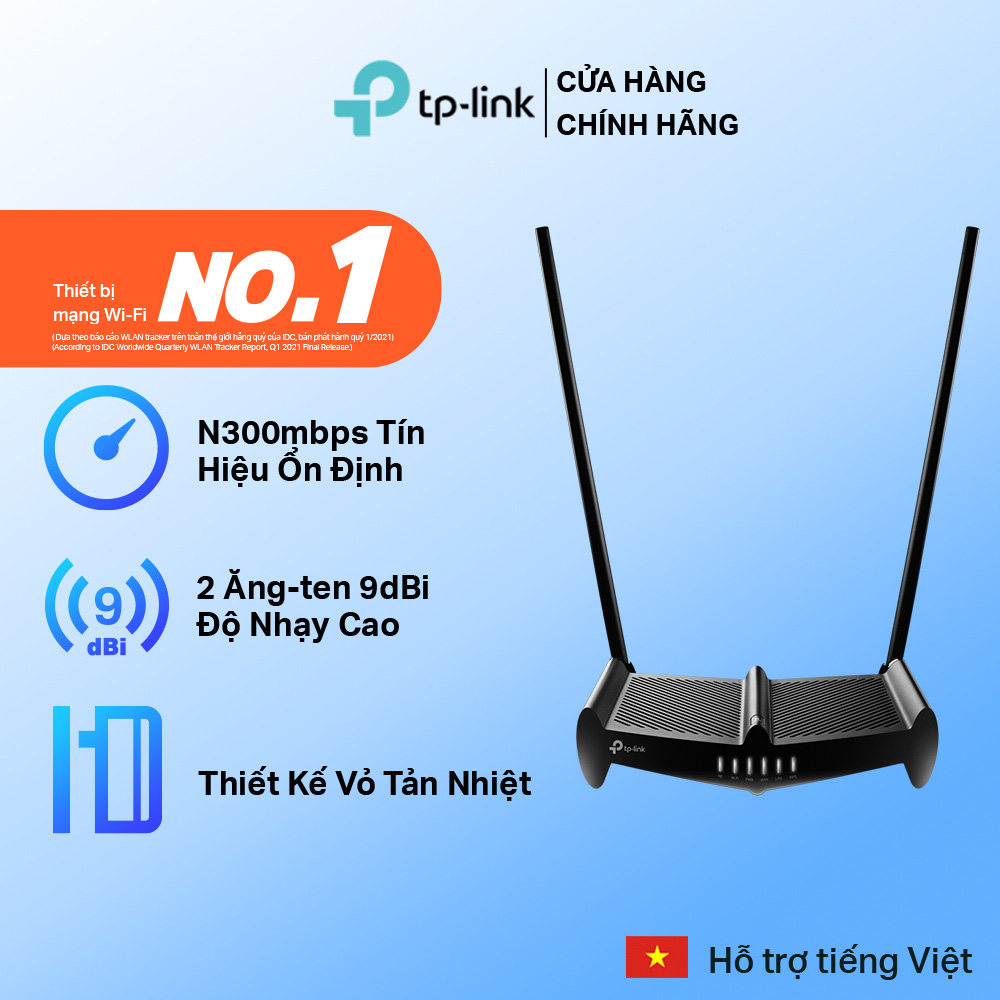 tp-link
CỬA HÀNG
CHÍNH HÃNG
Thiết bị
mạng Wi-Fi
NO.1
( Dựa theo báo cáo WLAN tracker trên toàn thế giới hằng quý của IDC, bản phát hành quý 1/2021)
(According to IDC Worldwide Quarterly WLAN Tracker Report, Q1 2021 Final Release.)
N300mbps Tín
Hiệu Ổn Định
9
dBi
2 Ăng-ten 9dBi
Độ Nhạy Cao
Thiết Kế Vỏ Tản Nhiệt
tp-link
Hỗ trợ tiếng Việt